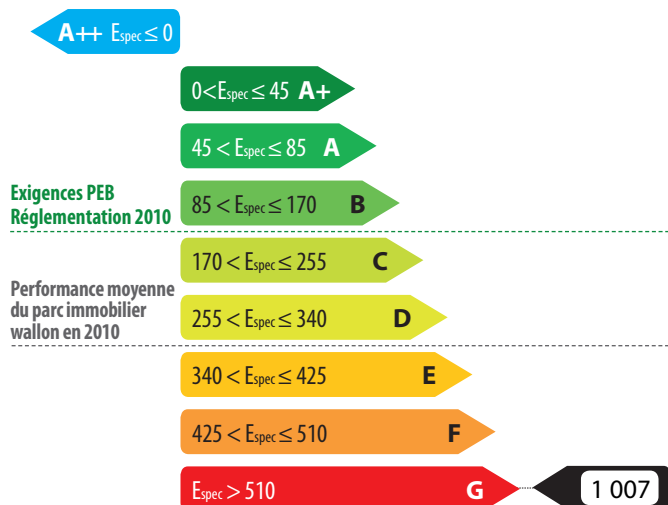 A++ Espec ≤ 0
0<Espec ≤ 45 A+
45 < Espec ≤ 85 A
Exigences PEB
Réglementation 2010
85 < Espec ≤ 170 B
170 < Espec ≤ 255 C
Performance moyenne
du parc immobilier
wallon en 2010
255 < Espec ≤ 340 D
340 < Espec ≤ 425 E
425 < Espec ≤ 510 F
Espec > 510 G
1 007